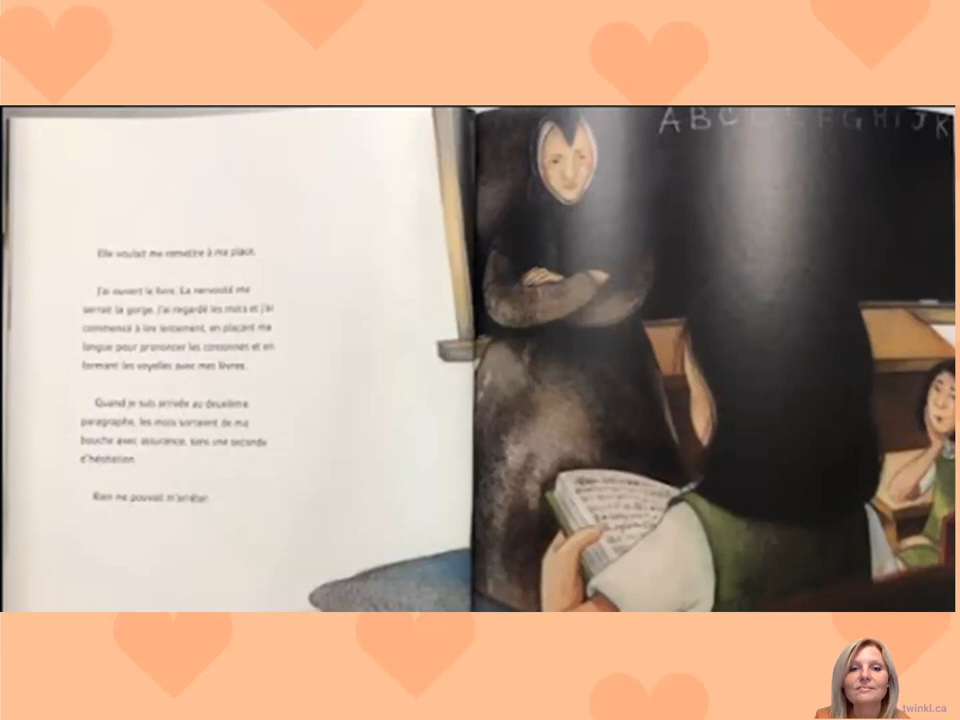 Elle voulait me remettre à ma place.
J'ai ouvert le livre. La nervosité me
serrait la gorge. J'ai regardé les mots et j'ai
commencé à lire lentement, en plaçant ma
langue pour prononcer les consonnes et en
formant les voyelles avec mes lèvres.
Quand je suis arrivée au deuxième
paragraphe, les mots sortaient de ma
bouche avec assurance, sans une seconde
d'hésitation.
Rien ne pouvait m'arrêter.
A B C E F G H I J K
twinkl.ca